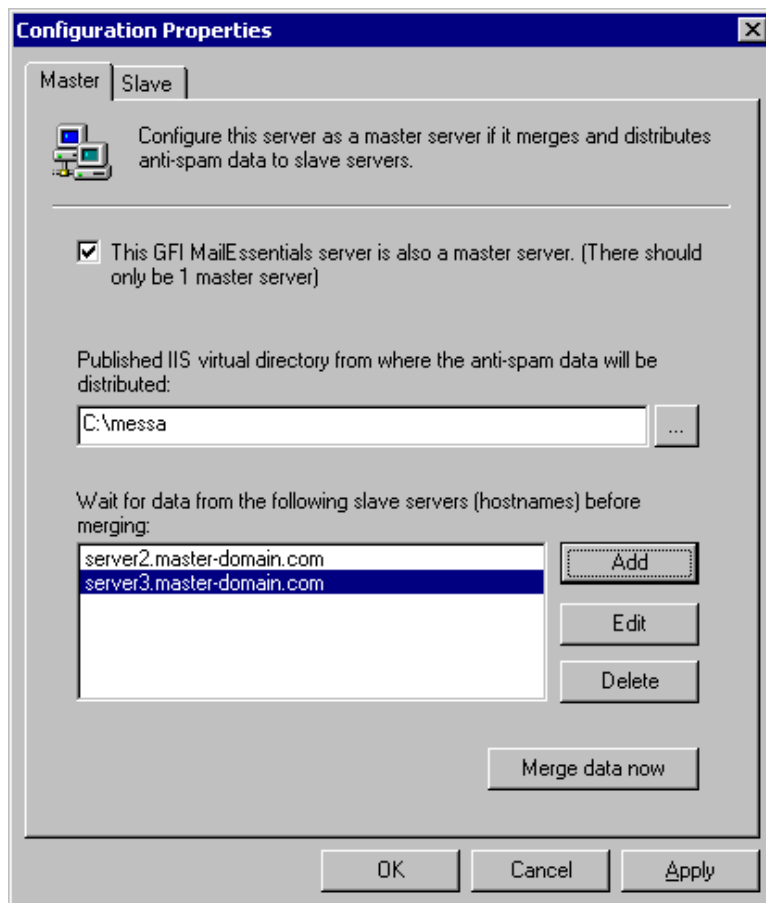 Configuration Properties
Master
Slave
Configure this server as a master server if it merges and distributes
anti-spam data to slave servers.
This GFI MailEssentials server is also a master server. (There should
only be 1 master server)
Published IIS virtual directory from where the anti-spam data will be
distributed:
C:\messa
...
Wait for data from the following slave servers (hostnames) before
merging:
server2.master-domain.com
server3.master-domain.com
Add
Edit
Delete
Merge data now
OK
Cancel
Apply